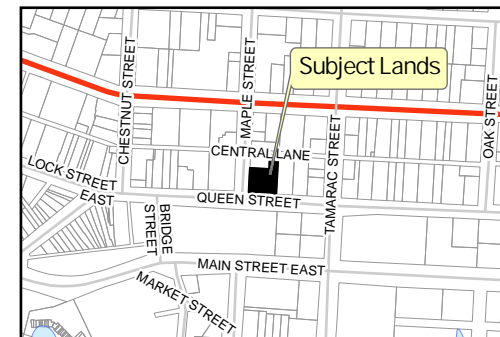 Subject Lands
CHESTNUT STREET
MAPLE STREET
OAK STREET
TAMARAC STREET
CENTRAL LANE
LOCK STREET
EAST
QUEEN STREET
BRIDGE
STREET
MAIN STREET EAST
MARKET STREET